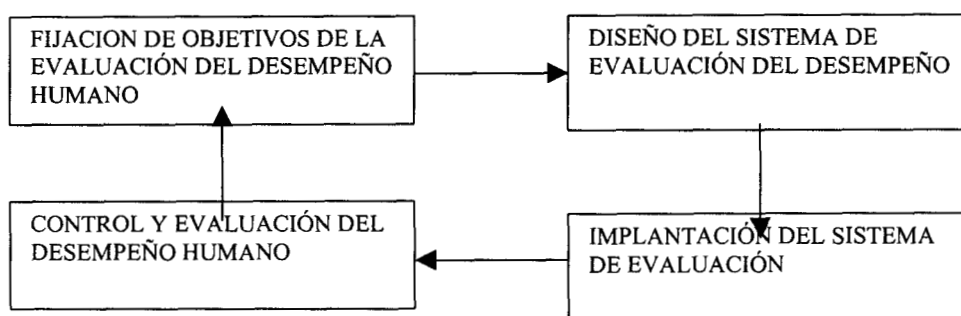 FIJACION DE OBJETIVOS DE LA
EVALUACIÓN DEL DESEMPEÑO
HUMANO
DISEÑO DEL SISTEMA DE
EVALUACIÓN DEL DESEMPEÑO
CONTROL Y EVALUACIÓN DEL
DESEMPEÑO HUMANO
IMPLANTACIÓN DEL SISTEMA
DE EVALUACIÓN